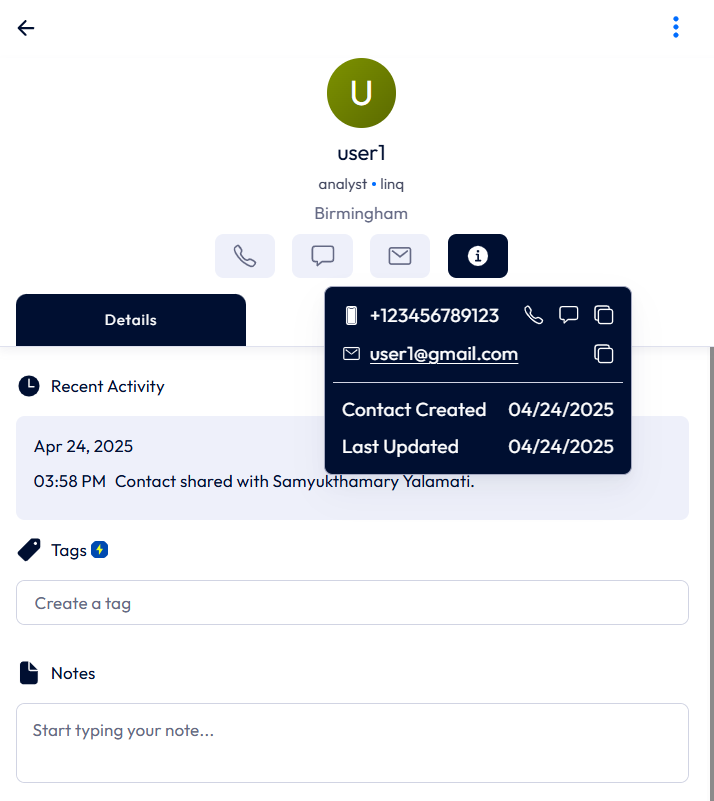 U
user1
analyst • linq
Birmingham
Details
+123456789123
user1@gmail.com
Contact Created 04/24/2025
Last Updated 04/24/2025
Recent Activity
Apr 24, 2025
03:58 PM Contact shared with Samyukthamary Yalamati.
Tags
Create a tag
Notes
Start typing your note...